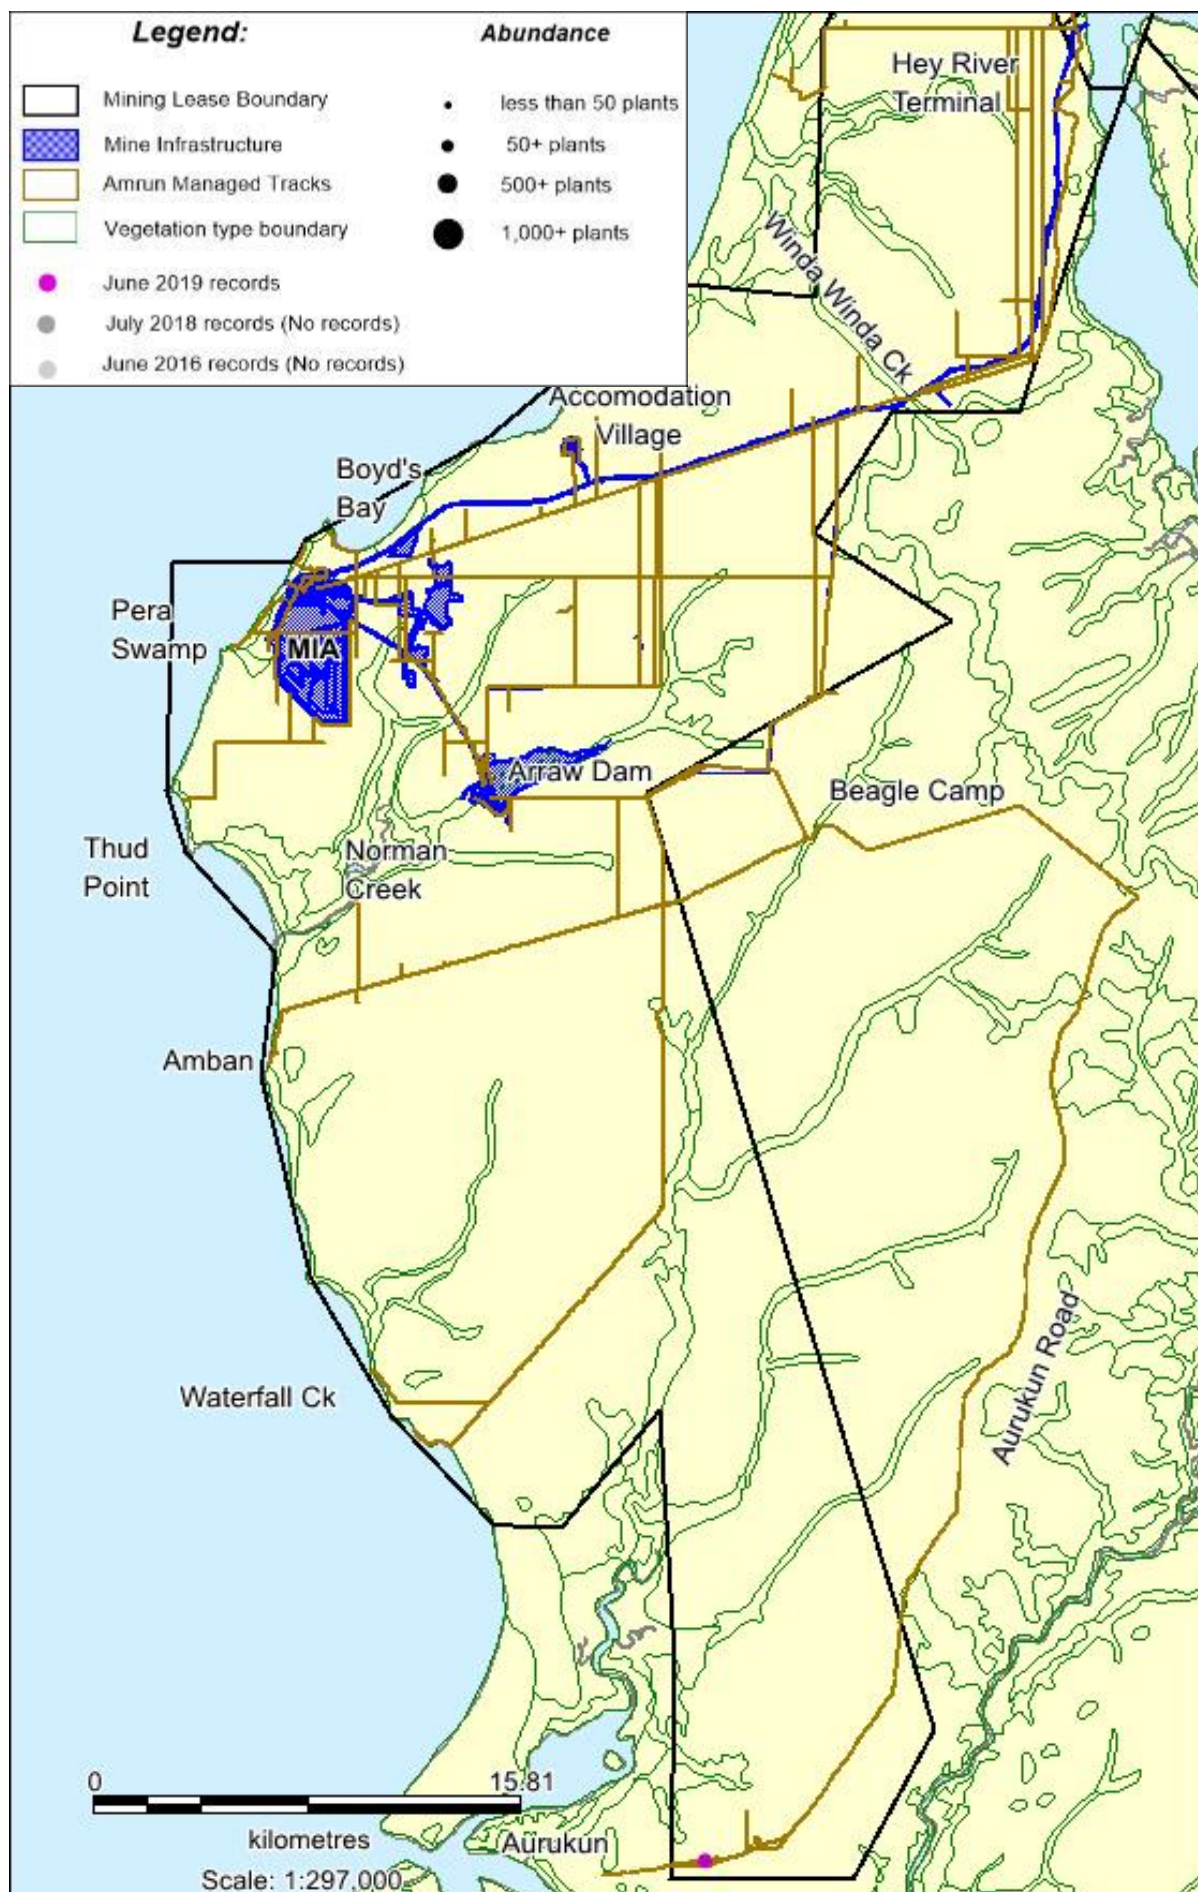 Legend:
Abundance
Mining Lease Boundary
less than 50 plants
Mine Infrastructure
50+ plants
Amrun Managed Tracks
500+ plants
Vegetation type boundary
1,000+ plants
June 2019 records
July 2018 records (No records)
June 2016 records (No records)
Hey River
Terminal
Winda Winda Ck
Accomodation
Village
Boyd's
Bay
Pera
Swamp
MIA
Arraw Dam
Beagle Camp
Thud
Point
Norman
Creek
Amban
Aurukun Road
Waterfall Ck
0
15.81
kilometres
Scale: 1:297,000
Aurukun